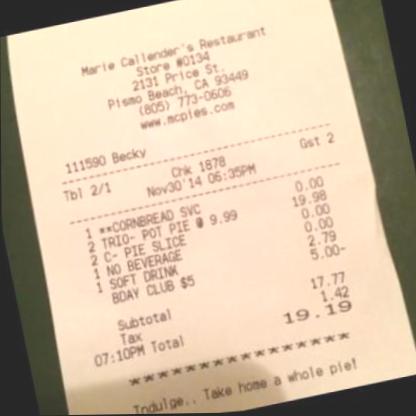 Marie Callender's Restaurant
Store #0134
2131 Price St.
Pismo Beach, CA 93449
(805) 773-0606
www.mcpies.com
111590 Becky
Tbl 2/1 Chk 1878 Gst 2
Nov30'14 06:35PM
1 **CORNBREAD SVC 0.00
2 TRIO- POT PIE @ 9.99 19.98
2 C- PIE SLICE 0.00
1 NO BEVERAGE 0.00
1 SOFT DRINK 2.79
BDAY CLUB $5 5.00-
Subtotal 17.77
Tax 1.42
07:10PM Total 19.19
*****************
Indulge.. Take home a whole pie!